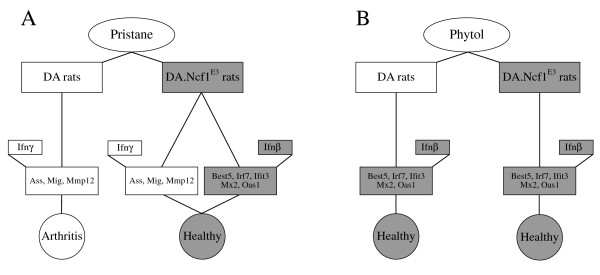 A
Pristane
DA rats
DA.Ncf1^E3 rats
Ifnγ
Ifnγ
Ifnβ
Ass, Mig, Mmp12
Ass, Mig, Mmp12
Best5, Irf7, Ifit3
Mx2, Oas1
Arthritis
Healthy
B
Phytol
DA rats
DA.Ncf1^E3 rats
Ifnβ
Ifnβ
Best5, Irf7, Ifit3
Mx2, Oas1
Best5, Irf7, Ifit3
Mx2, Oas1
Healthy
Healthy